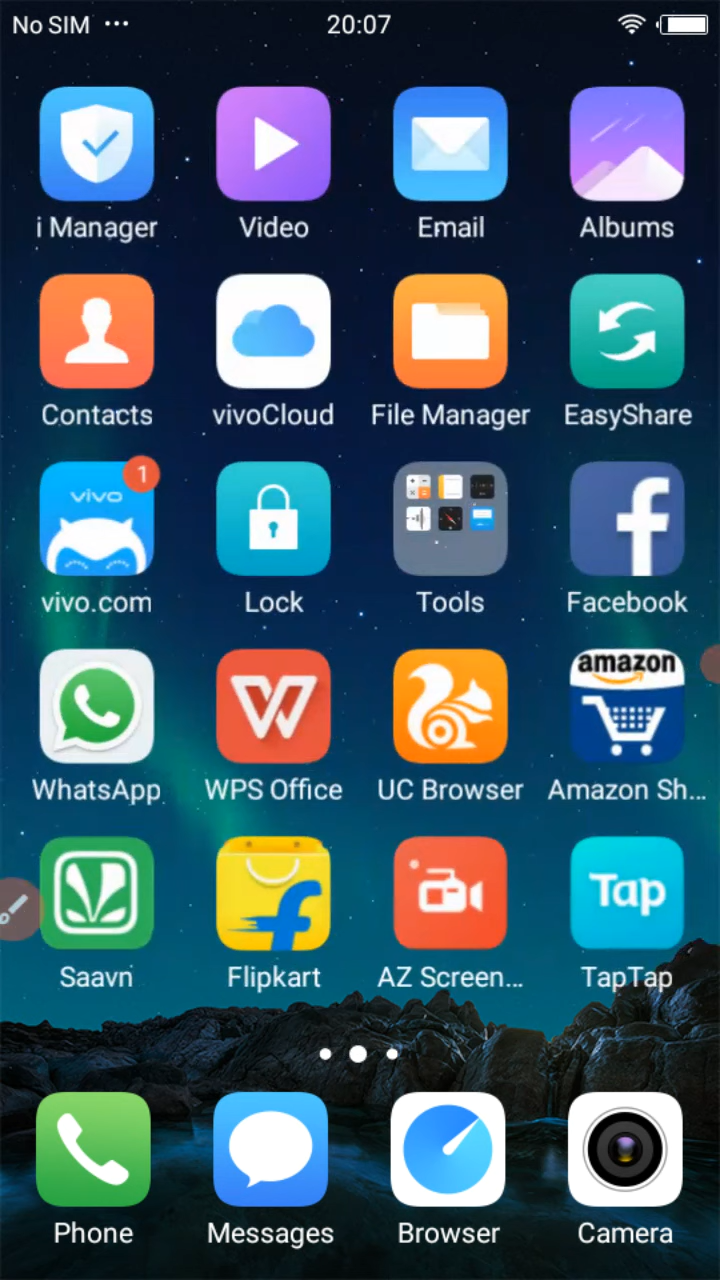 No SIM ... 20:07
i Manager Video Email Albums
Contacts vivoCloud File Manager EasyShare
vivo 1
vivo.com Lock Tools Facebook
amazon
WhatsApp WPS Office UC Browser Amazon Sh...
Tap
Saavn Flipkart AZ Screen... TapTap
Phone Messages Browser Camera